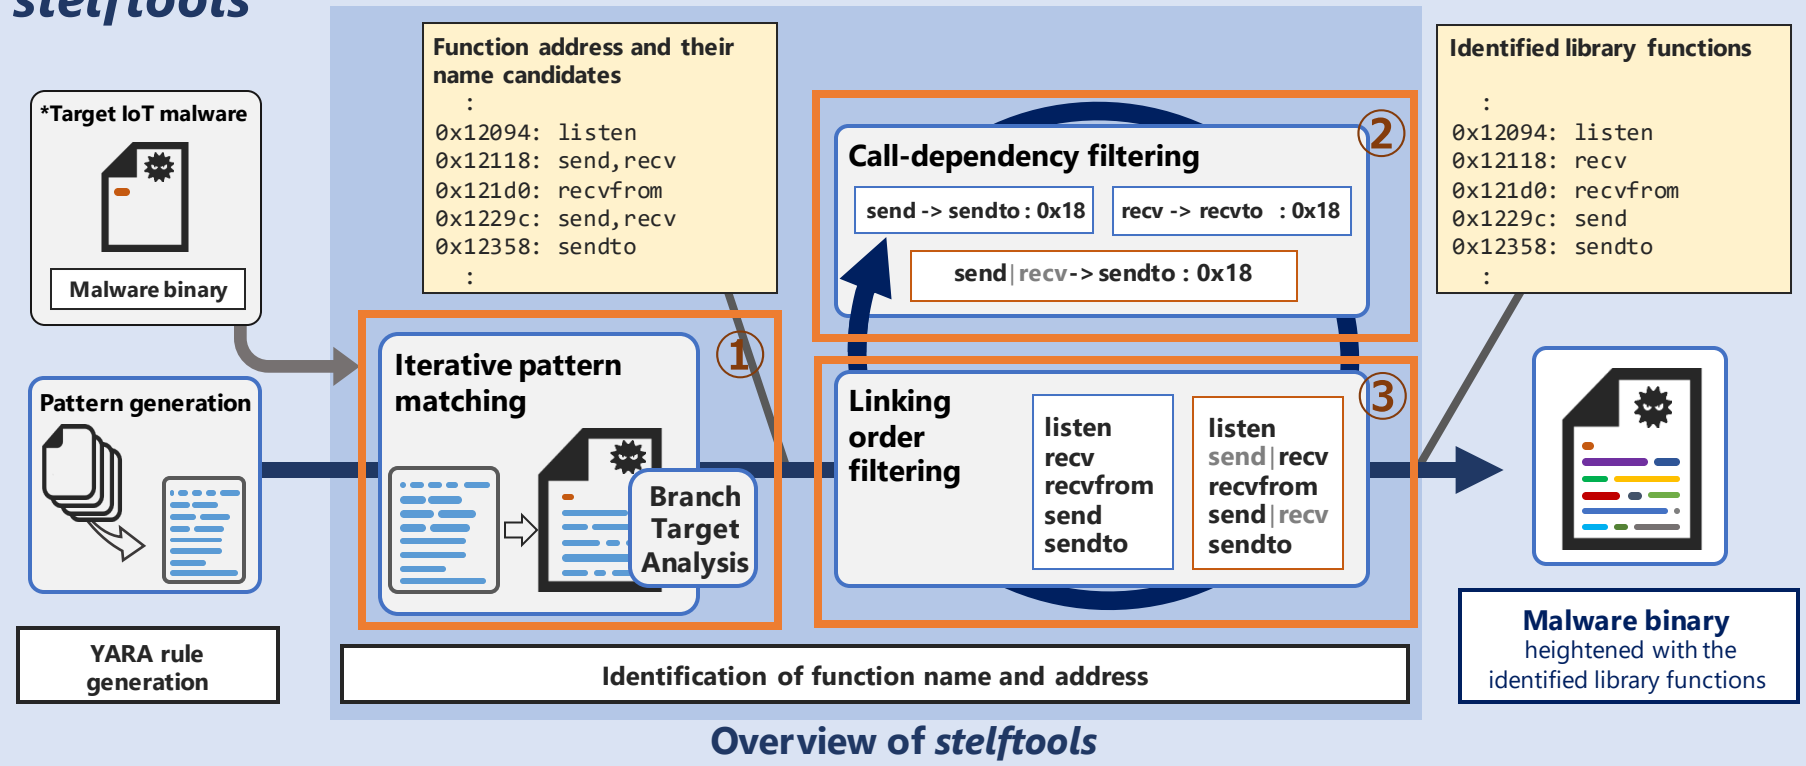 stelftools
*Target IoT malware
Malware binary
Pattern generation
YARA rule
generation
Function address and their
name candidates
:
0x12094: listen
0x12118: send,recv
0x121d0: recvfrom
0x1229c: send,recv
0x12358: sendto
:
①
Iterative pattern
matching
Branch
Target
Analysis
②
Call-dependency filtering
send -> sendto : 0x18
recv -> recvto : 0x18
send|recv-> sendto : 0x18
③
Linking
order
filtering
listen
recv
recvfrom
send
sendto
listen
send|recv
recvfrom
send|recv
sendto
Identification of function name and address
Identified library functions
:
0x12094: listen
0x12118: recv
0x121d0: recvfrom
0x1229c: send
0x12358: sendto
:
Malware binary
heightened with the
identified library functions
Overview of stelftools